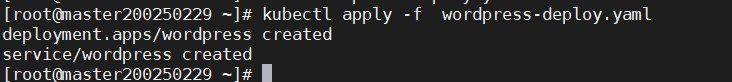 [root@master200250229 ~]# kubectl apply -f  wordpress-deploy.yaml
deployment.apps/wordpress created
service/wordpress created
[root@master200250229 ~]#